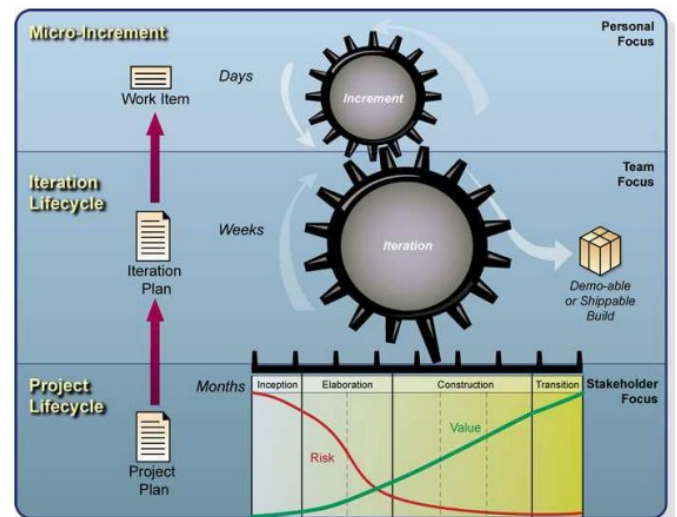 Micro-Increment
Personal
Focus
Days
Increment
Work Item
Iteration
Lifecycle
Team
Focus
Weeks
Iteration
Iteration
Plan
Demo-able
or Shippable
Build
Project
Lifecycle
Months
Inception
Elaboration
Construction
Transition
Stakeholder
Focus
Value
Risk
Project
Plan